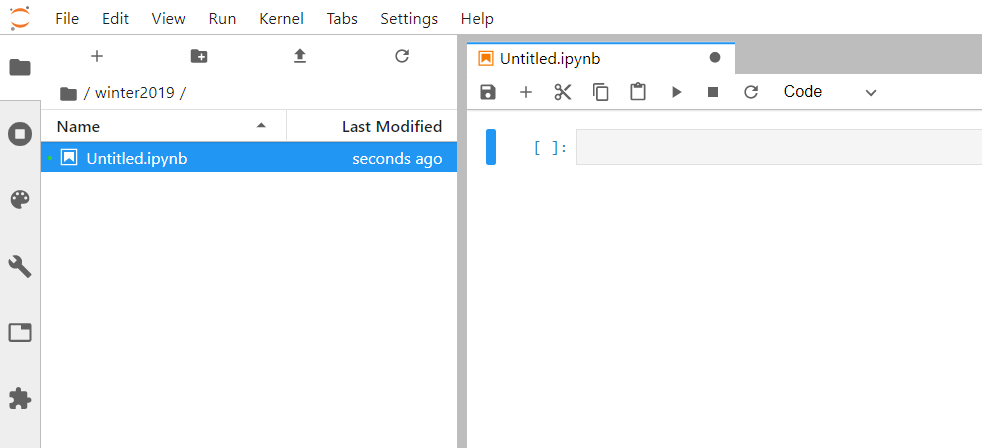 File Edit View Run Kernel Tabs Settings Help
Untitled.ipynb
/ winter2019 /
Code
Name Last Modified
Untitled.ipynb seconds ago
[ ]: